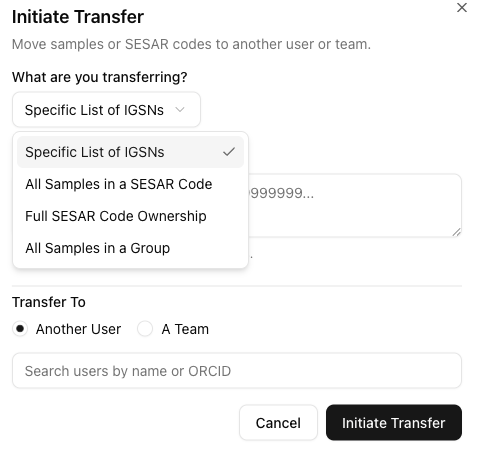 Initiate Transfer
Move samples or SESAR codes to another user or team.
What are you transferring?
Specific List of IGSNs
Specific List of IGSNs
All Samples in a SESAR Code
999999...
Full SESAR Code Ownership
All Samples in a Group
.
Transfer To
Another User A Team
Search users by name or ORCID
Cancel Initiate Transfer